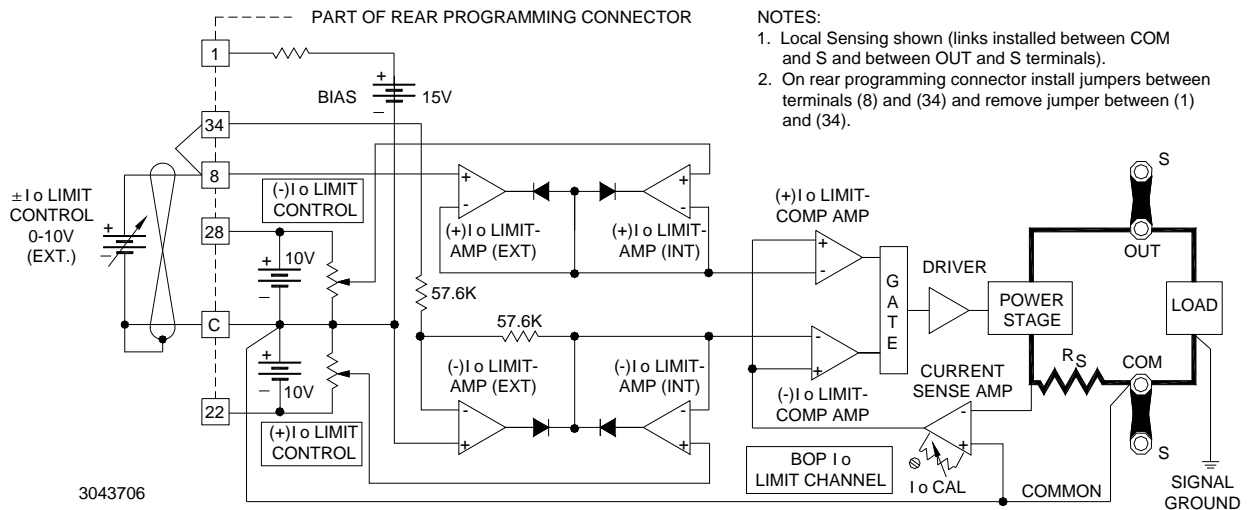 PART OF REAR PROGRAMMING CONNECTOR
NOTES:
1. Local Sensing shown (links installed between COM
and S and between OUT and S terminals).
2. On rear programming connector install jumpers between
terminals (8) and (34) and remove jumper between (1)
and (34).
1
+
BIAS
15V
–
34
8
±I o LIMIT
CONTROL
0-10V
(EXT.)
+
–
(-)I o LIMIT
CONTROL
28
+
10V
–
C
+
10V
–
22
(+)I o LIMIT
CONTROL
57.6K
57.6K
+
-
(+)I o LIMIT-
AMP (EXT)
+
-
(+)I o LIMIT-
AMP (INT)
(-)I o LIMIT-
AMP (EXT)
-
+
(-)I o LIMIT-
AMP (INT)
-
+
(+)I o LIMIT-
COMP AMP
+
-
-
+
(-)I o LIMIT-
COMP AMP
G
A
T
E
DRIVER
POWER
STAGE
S
OUT
LOAD
RS
COM
S
CURRENT
SENSE AMP
-
+
I o CAL
BOP I o
LIMIT CHANNEL
COMMON
SIGNAL
GROUND
3043706